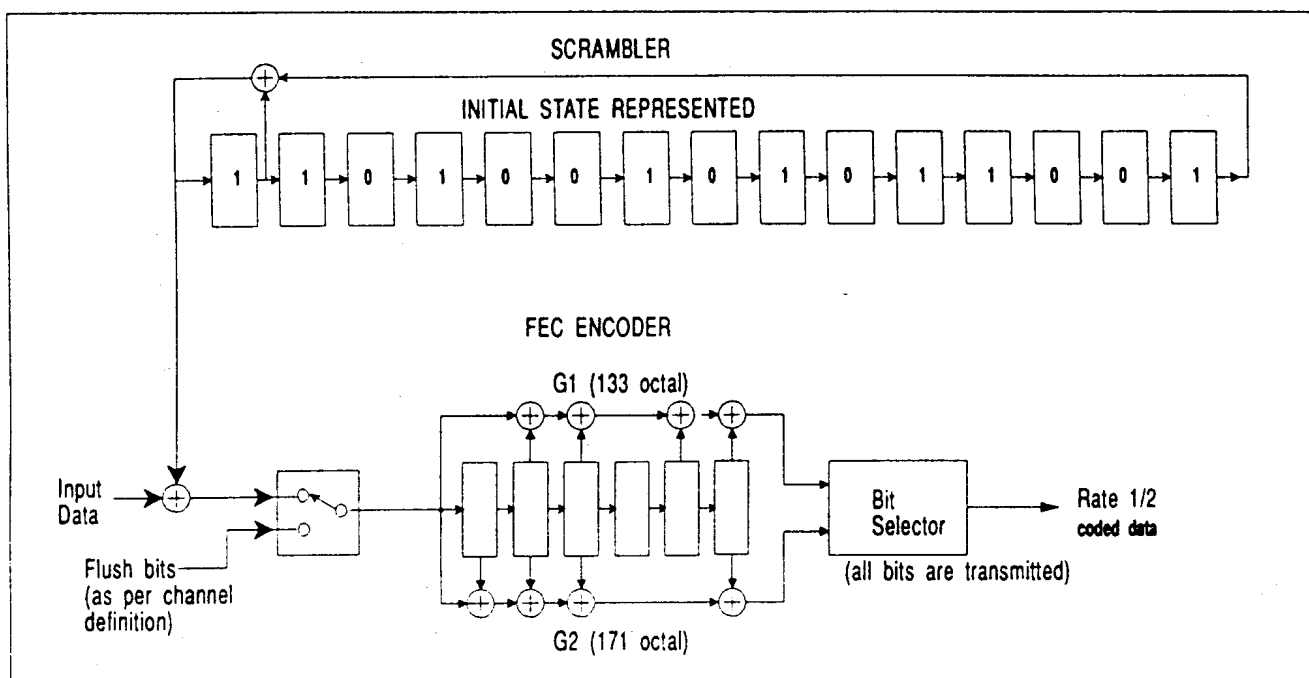 SCRAMBLER
INITIAL STATE REPRESENTED
1 1 0 1 0 0 1 0 1 0 1 1 0 0 1
FEC ENCODER
G1 (133 octal)
Input
Data
Flush bits
(as per channel
definition)
Bit
Selector
(all bits are transmitted)
Rate 1/2
coded data
G2 (171 octal)